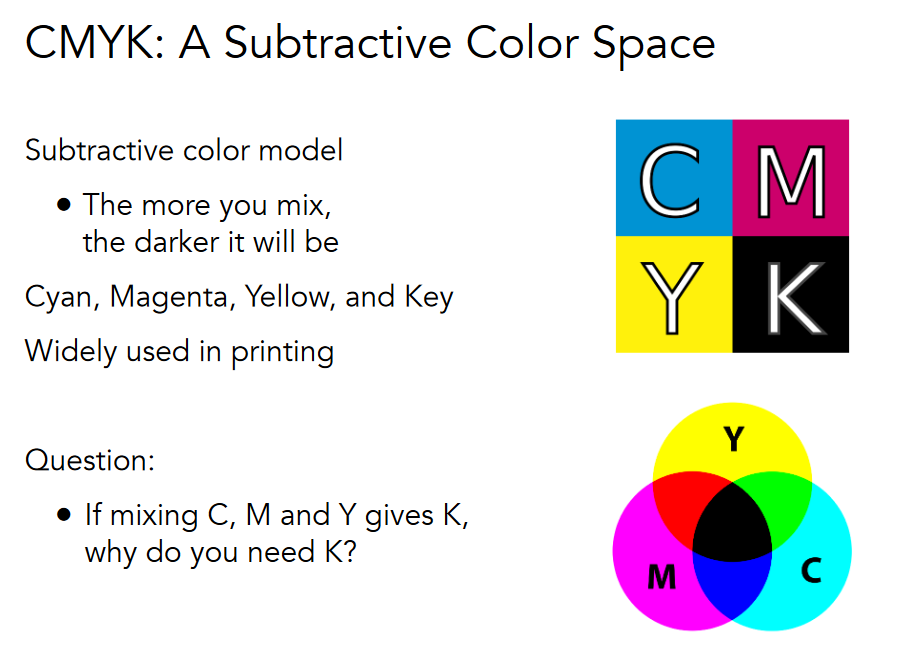 CMYK: A Subtractive Color Space
Subtractive color model
• The more you mix,
the darker it will be
Cyan, Magenta, Yellow, and Key
Widely used in printing
Question:
• If mixing C, M and Y gives K,
why do you need K?
C M
Y K
Y
M C